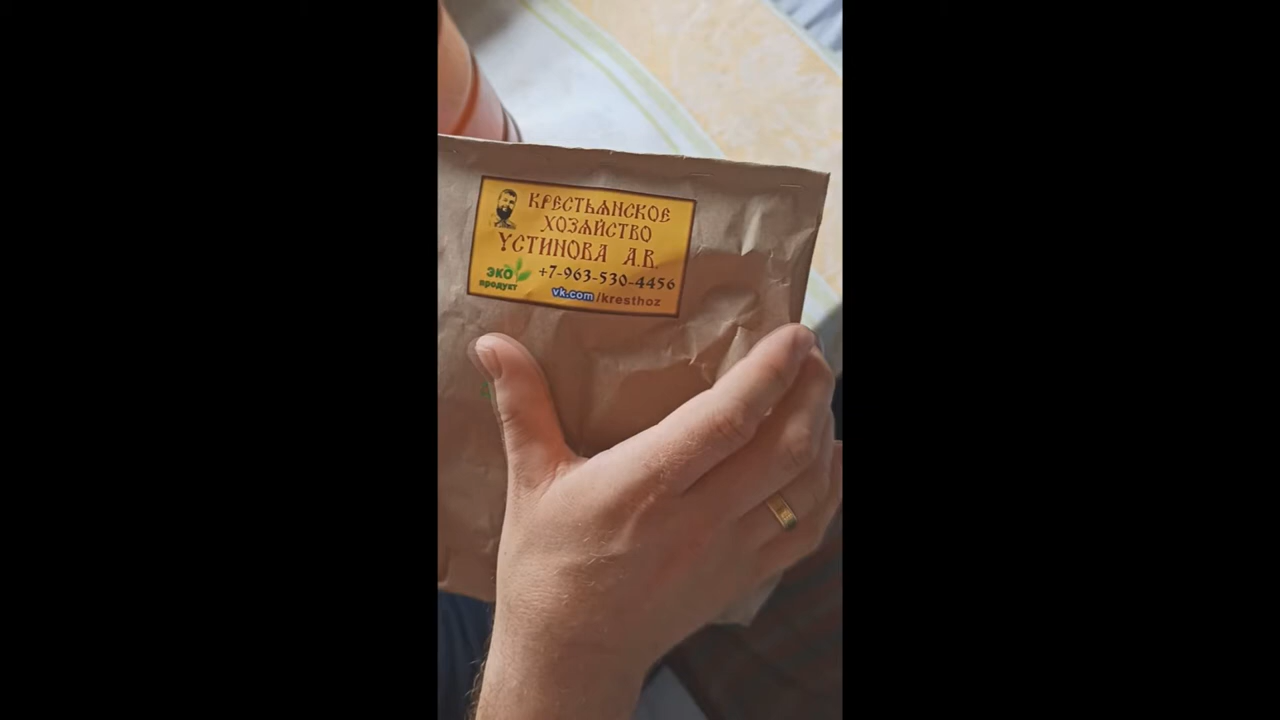 КРЕСТЬЯНСКОЕ
ХОЗЯЙСТВО
УСТИНОВА А.В.
ЭКО
продукт
+7-963-530-4456
vk.com/kresthoz